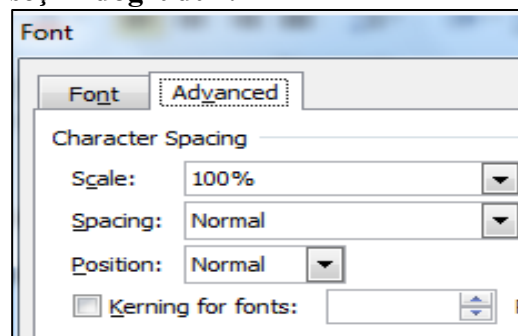 Font
Font Advanced
Character Spacing
Scale: 100%
Spacing: Normal
Position: Normal
Kerning for fonts: